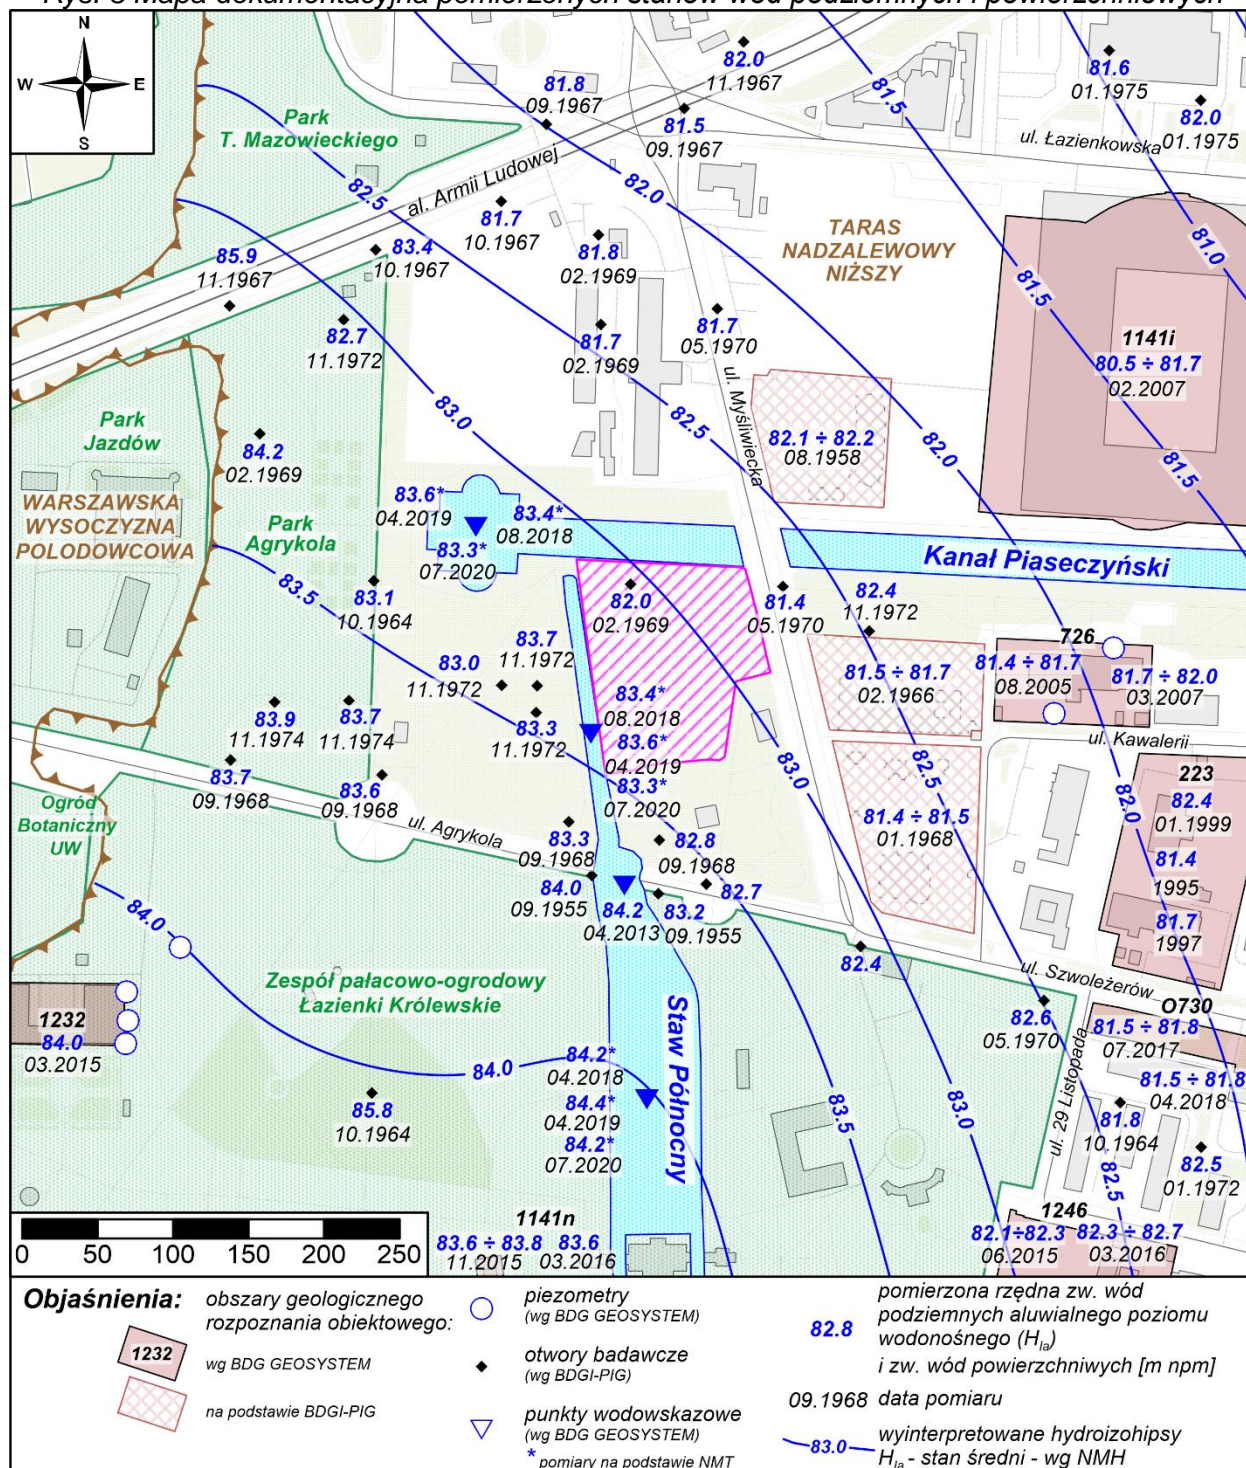 Rys. 3 Mapa dokumentacyjna pomierzonych stanów wód podziemnych i powierzchniowych
N
W E
S
Park
T. Mazowieckiego
81.8
09.1967
82.0
11.1967
81.5
09.1967
81.5
81.6
01.1975
82.0
01.1975
ul. Łazienkowska
al. Armii Ludowej
82.5
82.0
81.7
10.1967
81.8
02.1969
TARAS
NADZALEWOWY
NIŻSZY
81.0
81.5
85.9
11.1967
83.4
10.1967
82.7
11.1972
81.7
02.1969
81.7
05.1970
1141i
80.5 ÷ 81.7
02.2007
ul. Myśliwiecka
83.0
82.5
82.0
81.5
82.1 ÷ 82.2
08.1958
Park
Jazdów
84.2
02.1969
WARSZAWSKA
WYSOCZYZNA
POLODOWCOWA
Park
Agrykola
83.6*
04.2019
83.4*
08.2018
83.3*
07.2020
Kanał Piaseczyński
83.5
83.1
10.1964
83.0
82.0
02.1969
81.4
05.1970
82.4
11.1972
726
81.4 ÷ 81.7
08.2005
81.7 ÷ 82.0
03.2007
83.7
11.1972
83.0
11.1972
81.5 ÷ 81.7
02.1966
83.4*
08.2018
83.9
11.1974
83.7
11.1974
83.3
11.1972
83.6*
04.2019
83.0
82.5
ul. Kawalerii
223
82.4
01.1999
82.0
83.7
09.1968
83.6
09.1968
83.3*
07.2020
Ogród
Botaniczny
UW
ul. Agrykola
83.3
09.1968
82.8
09.1968
81.4 ÷ 81.5
01.1968
81.4
1995
84.0
09.1955
84.2
04.2013
83.2
09.1955
82.7
81.7
1997
84.0
82.4
ul. Szwoleżerów
Zespół pałacowo-ogrodowy
Łazienki Królewskie
Staw Północny
1232
84.0
03.2015
82.6
05.1970
O730
81.5 ÷ 81.8
07.2017
84.0
84.2*
04.2018
81.5 ÷ 81.8
04.2018
ul. 29 Listopada
85.8
10.1964
84.4*
04.2019
84.2*
07.2020
83.5
83.0
81.8
10.1964
82.5
01.1972
82.5
1141n
83.6 ÷ 83.8
11.2015
83.6
03.2016
1246
82.1÷82.3
06.2015
82.3 ÷ 82.7
03.2016
0 50 100 150 200 250
Objaśnienia:
obszary geologicznego
rozpoznania obiektowego:
1232
wg BDG GEOSYSTEM
na podstawie BDGI-PIG
piezometry
(wg BDG GEOSYSTEM)
otwory badawcze
(wg BDGI-PIG)
punkty wodowskazowe
(wg BDG GEOSYSTEM)
* pomiary na podstawie NMT
82.8
pomierzona rzędna zw. wód
podziemnych aluwialnego poziomu
wodonośnego (Hla)
i zw. wód powierzchniwych [m npm]
09.1968 data pomiaru
83.0
wyinterpretowane hydroizohipsy
Hla - stan średni - wg NMH